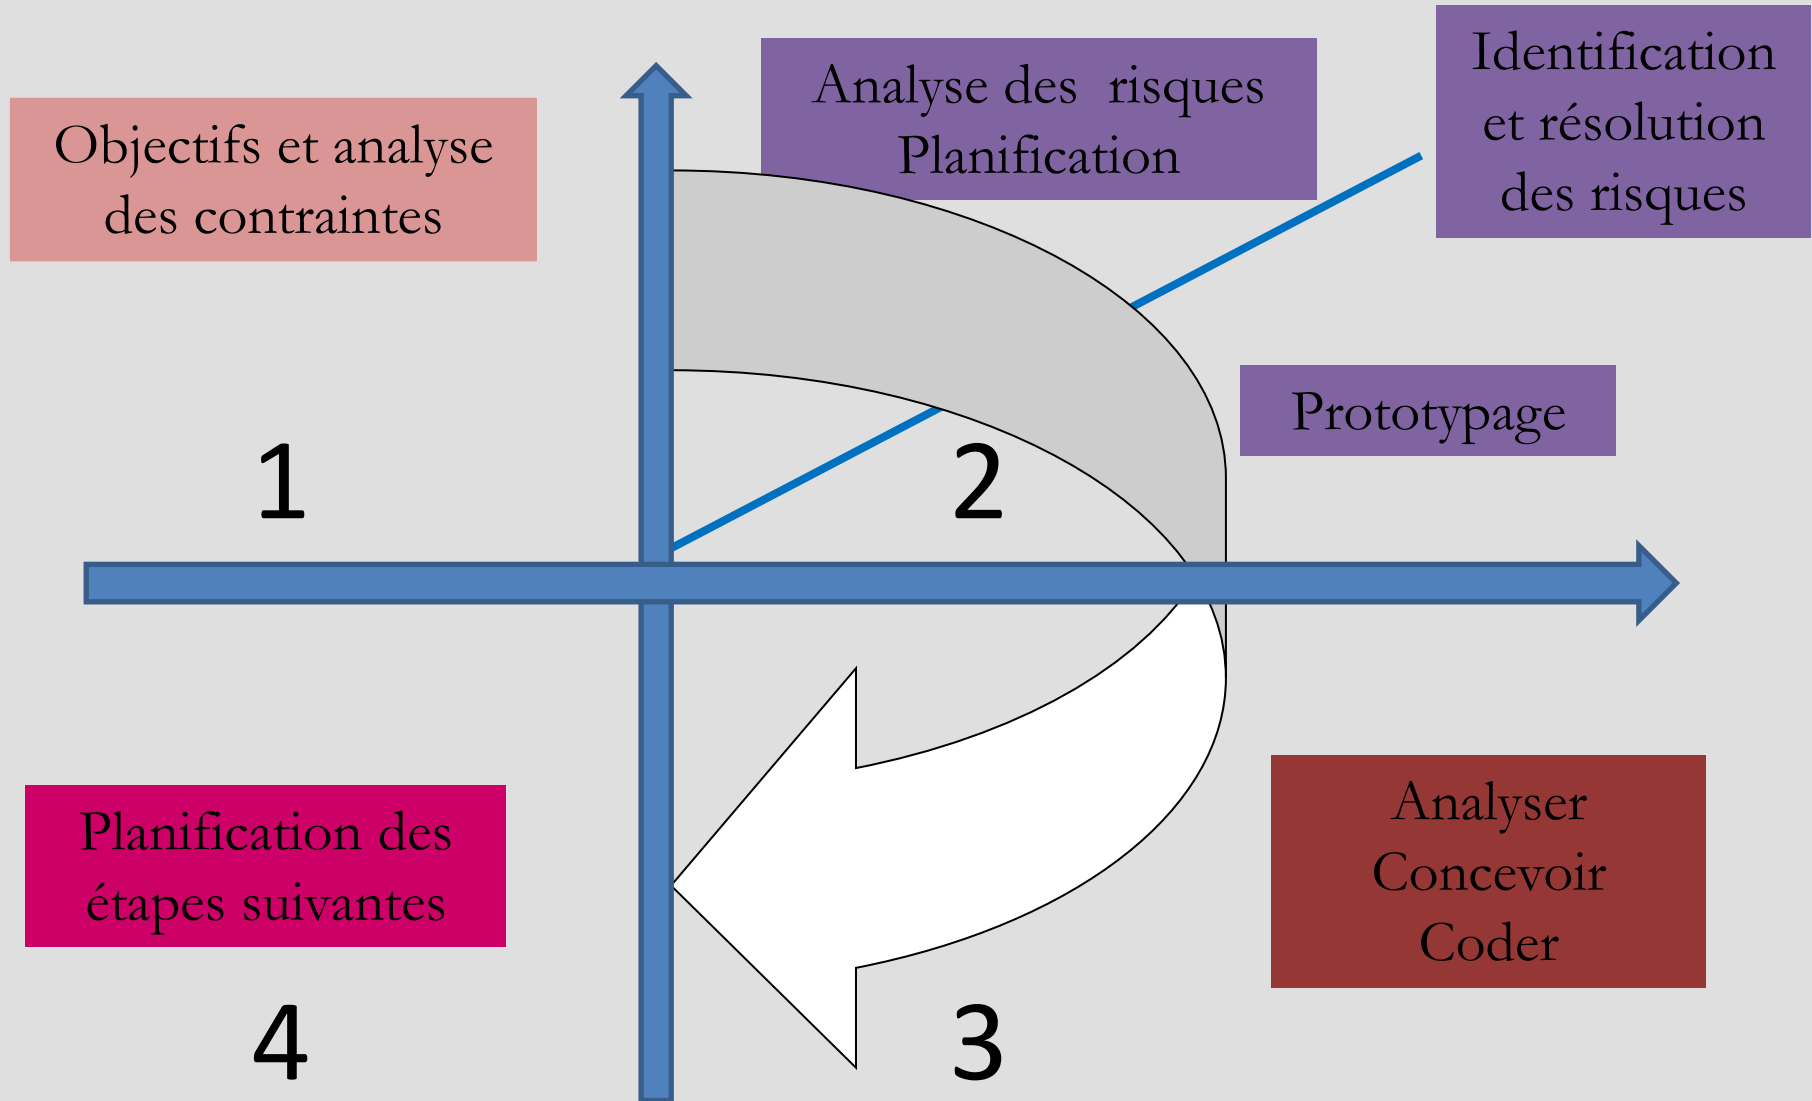 Objectifs et analyse
des contraintes
Analyse des  risques
Planification
Identification
et résolution
des risques
Prototypage
1
2
Planification des
étapes suivantes
Analyser
Concevoir
Coder
4
3